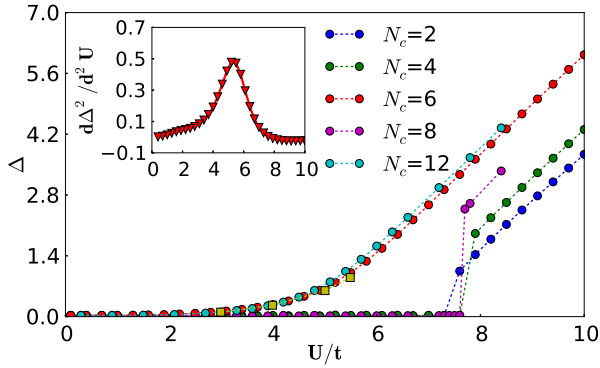 7.0
5.6
4.2
2.8
1.4
0.0
Δ
0 2 4 6 8 10
U/t
0.7
0.5
0.3
0.1
−0.1
dΔ² /d² U
0 2 4 6 8 10
N_c=2
N_c=4
N_c=6
N_c=8
N_c=12